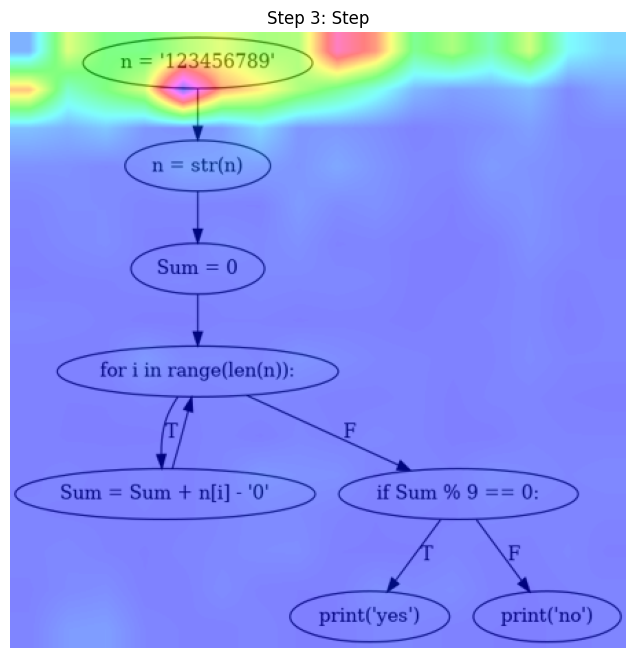 Step 3: Step
n = '123456789'
n = str(n)
Sum = 0
for i in range(len(n)):
T
F
Sum = Sum + n[i] - '0'
if Sum % 9 == 0:
T
F
print('yes')
print('no')